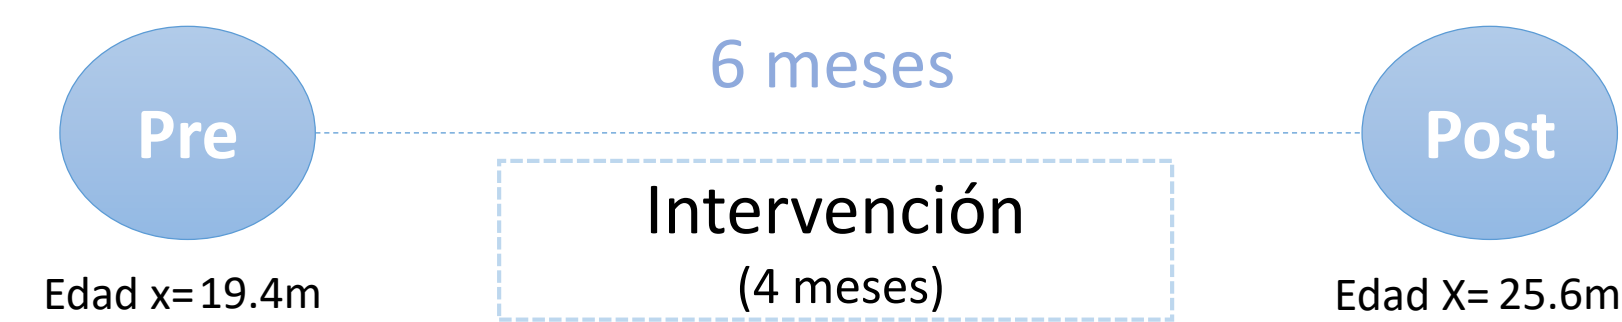 Pre
6 meses
Post
Intervención
(4 meses)
Edad x=19.4m
Edad X= 25.6m